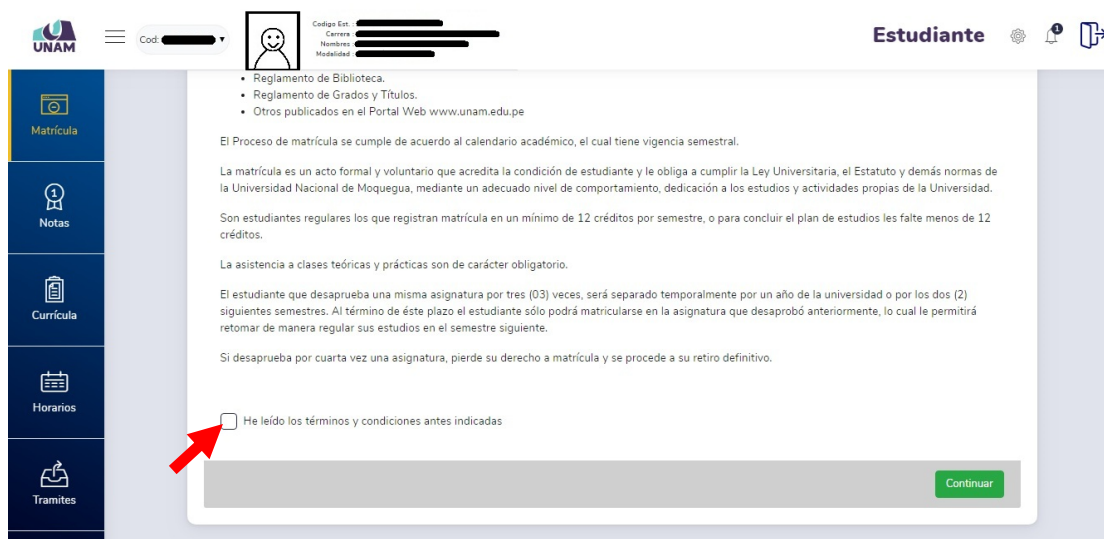 UNAM
Cod:
Codigo Est. :
Carrera :
Nombres :
Modalidad :
Estudiante
1
Matrícula
Notas
Currícula
Horarios
Tramites
• Reglamento de Biblioteca.
• Reglamento de Grados y Títulos.
• Otros publicados en el Portal Web www.unam.edu.pe
El Proceso de matrícula se cumple de acuerdo al calendario académico, el cual tiene vigencia semestral.
La matrícula es un acto formal y voluntario que acredita la condición de estudiante y le obliga a cumplir la Ley Universitaria, el Estatuto y demás normas de
la Universidad Nacional de Moquegua, mediante un adecuado nivel de comportamiento, dedicación a los estudios y actividades propias de la Universidad.
Son estudiantes regulares los que registran matrícula en un mínimo de 12 créditos por semestre, o para concluir el plan de estudios les falte menos de 12
créditos.
La asistencia a clases teóricas y prácticas son de carácter obligatorio.
El estudiante que desaprueba una misma asignatura por tres (03) veces, será separado temporalmente por un año de la universidad o por los dos (2)
siguientes semestres. Al término de éste plazo el estudiante sólo podrá matricularse en la asignatura que desaprobó anteriormente, lo cual le permitirá
retomar de manera regular sus estudios en el semestre siguiente.
Si desaprueba por cuarta vez una asignatura, pierde su derecho a matrícula y se procede a su retiro definitivo.
He leído los términos y condiciones antes indicadas
Continuar